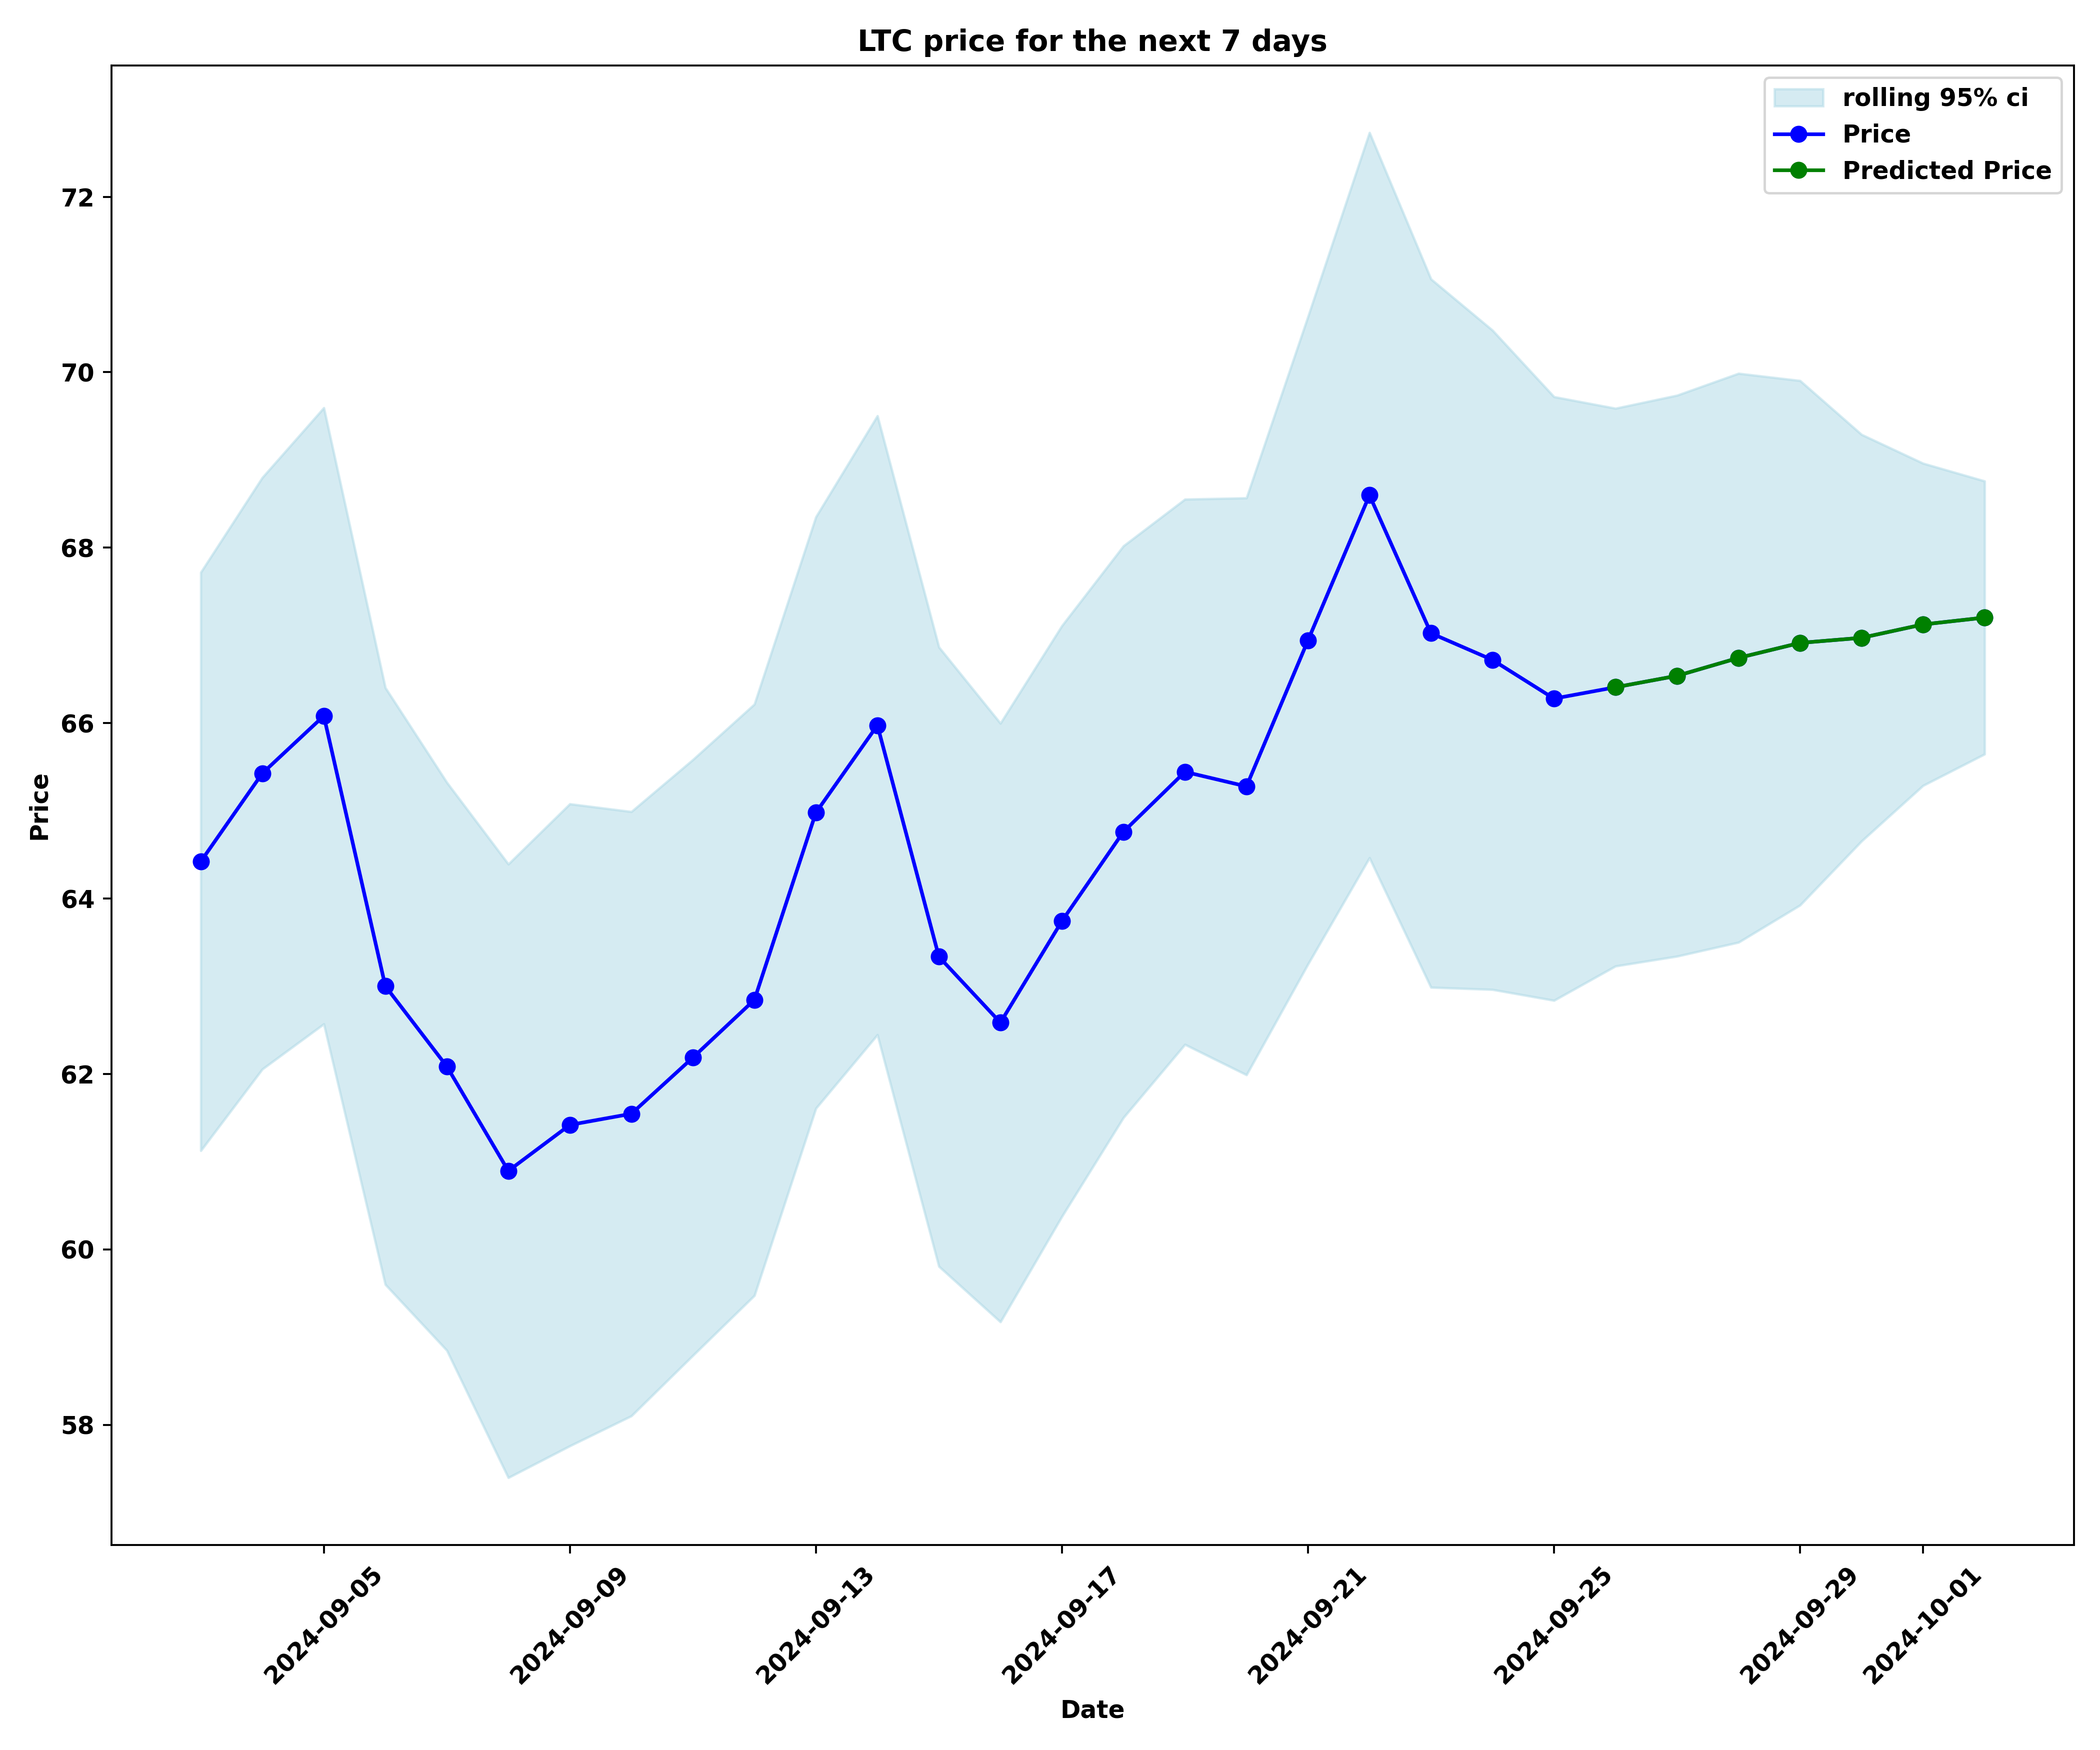 LTC price for the next 7 days
rolling 95% ci
Price
Predicted Price
72
70
68
66
64
62
60
58
Price
2024-09-05
2024-09-09
2024-09-13
2024-09-17
2024-09-21
2024-09-25
2024-09-29
2024-10-01
Date